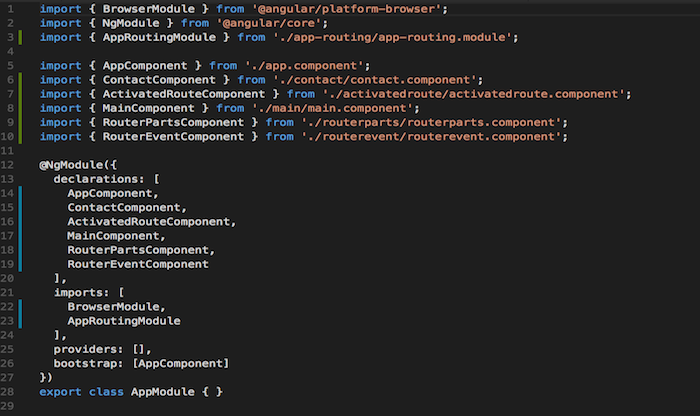 1 import { BrowserModule } from '@angular/platform-browser';
2 import { NgModule } from '@angular/core';
3 import { AppRoutingModule } from './app-routing/app-routing.module';
4
5 import { AppComponent } from './app.component';
6 import { ContactComponent } from './contact/contact.component';
7 import { ActivatedRouteComponent } from './activatedroute/activatedroute.component';
8 import { MainComponent } from './main/main.component';
9 import { RouterPartsComponent } from './routerparts/routerparts.component';
10 import { RouterEventComponent } from './routerevent/routerevent.component';
11
12 @NgModule({
13   declarations: [
14     AppComponent,
15     ContactComponent,
16     ActivatedRouteComponent,
17     MainComponent,
18     RouterPartsComponent,
19     RouterEventComponent
20   ],
21   imports: [
22     BrowserModule,
23     AppRoutingModule
24   ],
25   providers: [],
26   bootstrap: [AppComponent]
27 })
28 export class AppModule { }
29